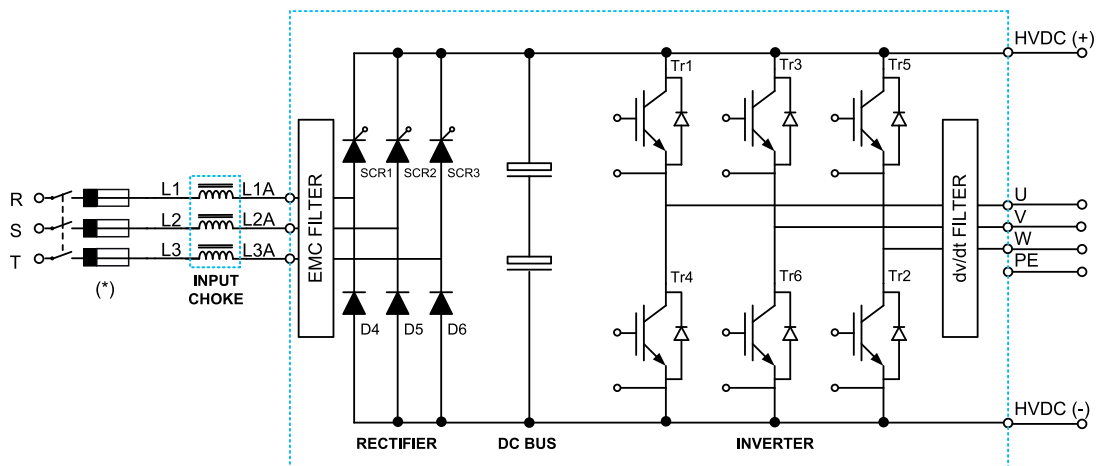 HVDC (+)
Tr1
Tr3
Tr5
SCR1
SCR2
SCR3
R
L1
L1A
S
L2
L2A
T
L3
L3A
(*)
INPUT
CHOKE
EMC FILTER
D4
D5
D6
Tr4
Tr6
Tr2
dv/dt FILTER
U
V
W
PE
HVDC (-)
RECTIFIER
DC BUS
INVERTER